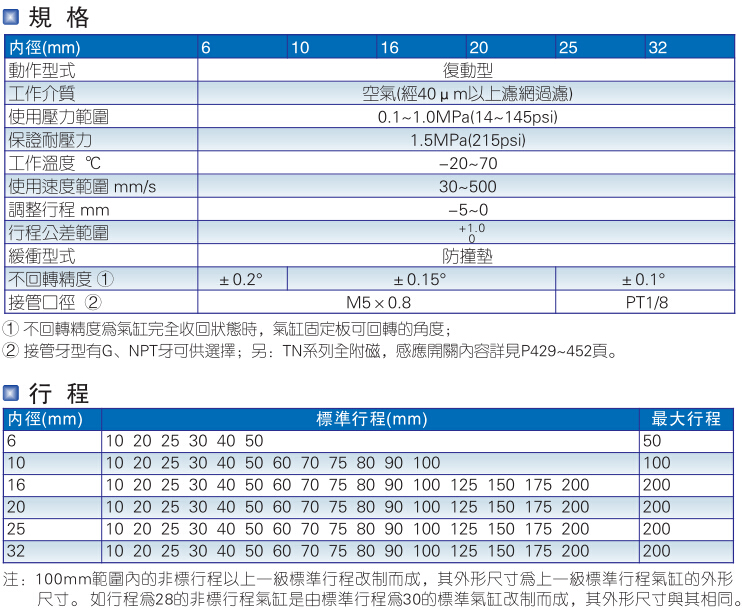 規 格
内徑(mm) 6 10 16 20 25 32
動作型式 復動型
工作介質 空氣(經40μm以上濾網過濾)
使用壓力範圍 0.1~1.0MPa(14~145psi)
保證耐壓力 1.5MPa(215psi)
工作溫度 ℃ −20~70
使用速度範圍 mm/s 30~500
調整行程 mm −5~0
行程公差範圍 +1.0
0
緩衝型式 防撞墊
不回轉精度 ① ±0.2° ±0.15° ±0.1°
接管口徑 ② M5×0.8 PT1/8
① 不回轉精度爲氣缸完全收回狀態時，氣缸固定板可回轉的角度；
② 接管牙型有G、NPT牙可供選擇；另：TN系列全附磁，感應開關內容詳見P429~452頁。
行 程
内徑(mm) 標準行程(mm) 最大行程
6 10 20 25 30 40 50 50
10 10 20 25 30 40 50 60 70 75 80 90 100 100
16 10 20 25 30 40 50 60 70 75 80 90 100 125 150 175 200 200
20 10 20 25 30 40 50 60 70 75 80 90 100 125 150 175 200 200
25 10 20 25 30 40 50 60 70 75 80 90 100 125 150 175 200 200
32 10 20 25 30 40 50 60 70 75 80 90 100 125 150 175 200 200
注：100mm範圍內的非標行程以上一級標準行程改制而成，其外形尺寸爲上一級標準行程氣缸的外形
尺寸。如行程爲28的非標行程氣缸是由標準行程爲30的標準氣缸改制而成，其外形尺寸與其相同。